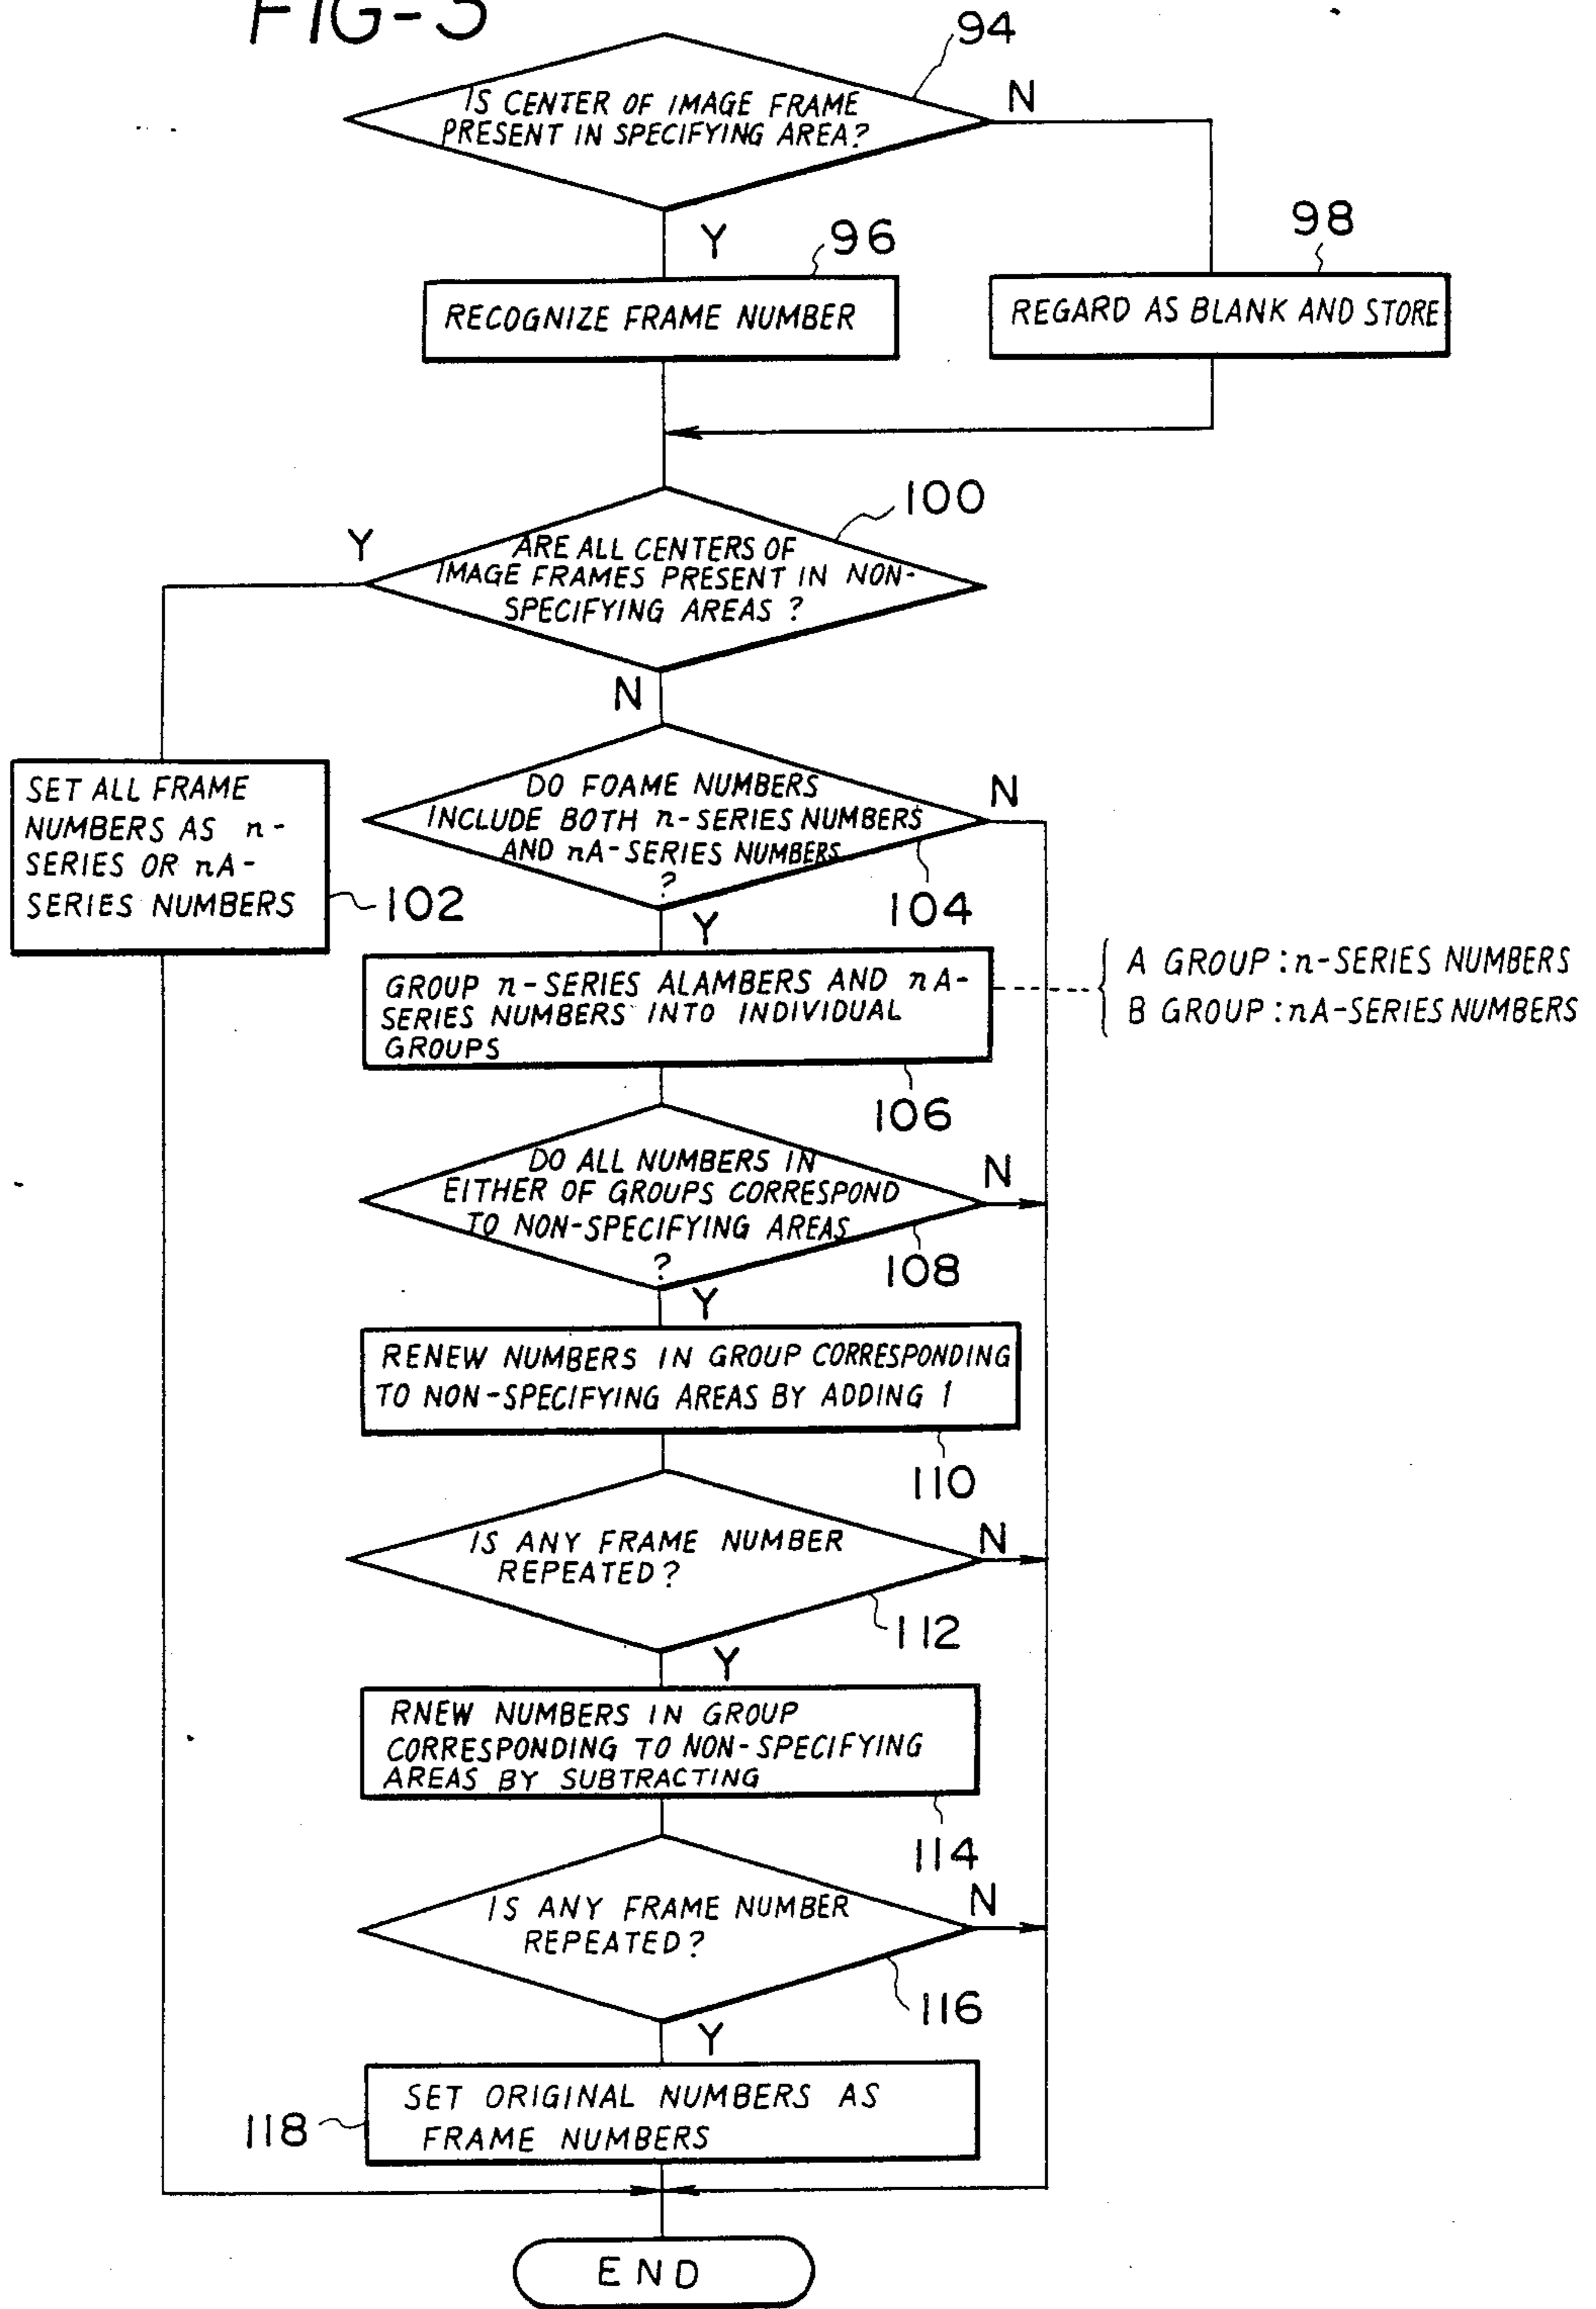 FIG-5
94
IS CENTER OF IMAGE FRAME
PRESENT IN SPECIFYING AREA?
N
Y
96
98
RECOGNIZE FRAME NUMBER
REGARD AS BLANK AND STORE
100
Y
ARE ALL CENTERS OF
IMAGE FRAMES PRESENT IN NON-
SPECIFYING AREAS ?
N
SET ALL FRAME
NUMBERS AS n-
SERIES OR nA-
SERIES NUMBERS
102
DO FOAME NUMBERS
INCLUDE BOTH n-SERIES NUMBERS
AND nA-SERIES NUMBERS
?
N
104
Y
GROUP n-SERIES ALAMBERS AND nA-
SERIES NUMBERS INTO INDIVIDUAL
GROUPS
A GROUP : n-SERIES NUMBERS
B GROUP : nA-SERIES NUMBERS
106
DO ALL NUMBERS IN
EITHER OF GROUPS CORRESPOND
TO NON-SPECIFYING AREAS
?
N
108
Y
RENEW NUMBERS IN GROUP CORRESPONDING
TO NON-SPECIFYING AREAS BY ADDING 1
110
IS ANY FRAME NUMBER
REPEATED?
N
112
Y
RNEW NUMBERS IN GROUP
CORRESPONDING TO NON-SPECIFYING
AREAS BY SUBTRACTING
114
IS ANY FRAME NUMBER
REPEATED?
N
116
Y
SET ORIGINAL NUMBERS AS
FRAME NUMBERS
118
END